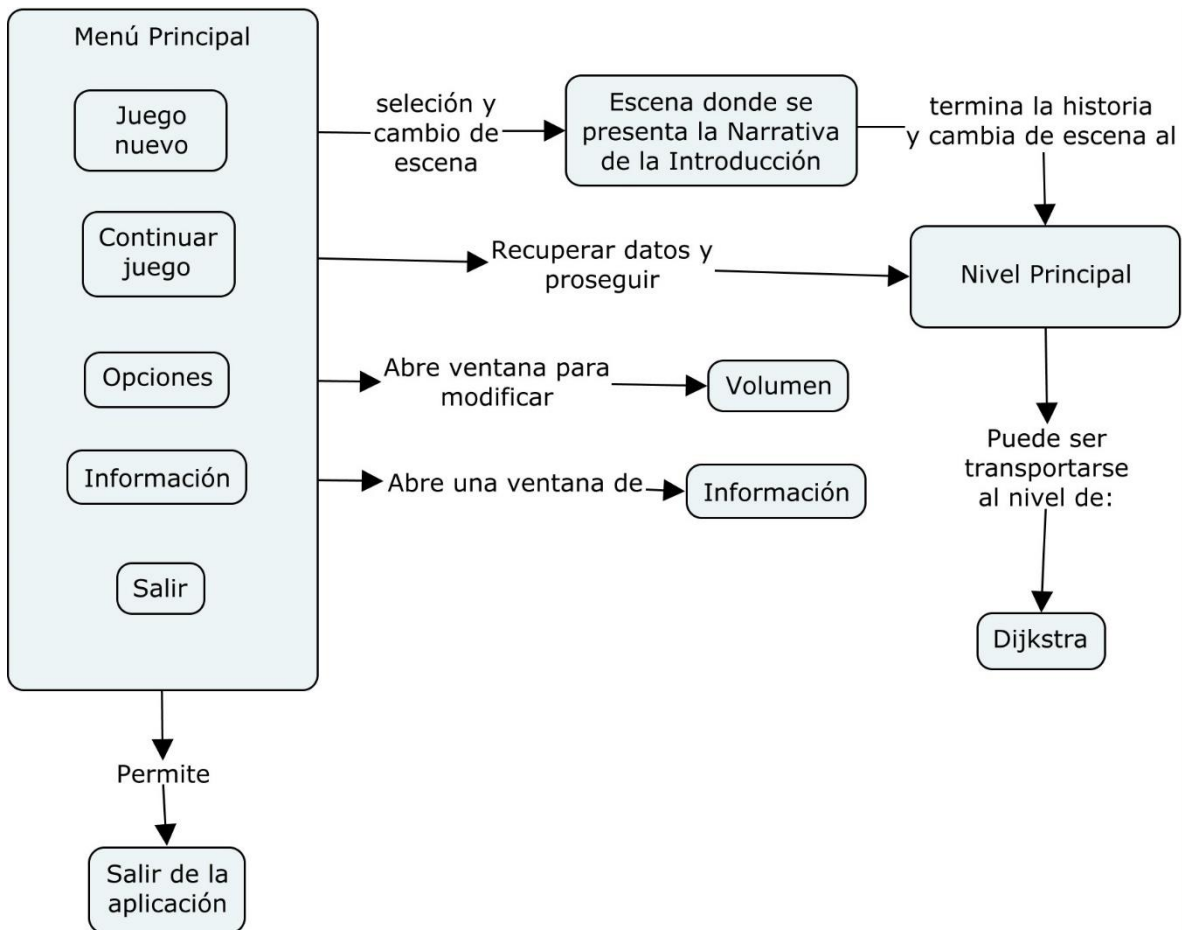 Menú Principal
Juego
nuevo
seleción y
cambio de
escena
Escena donde se
presenta la Narrativa
de la Introducción
termina la historia
y cambia de escena al
Continuar
juego
Recuperar datos y
proseguir
Nivel Principal
Opciones
Abre ventana para
modificar
Volumen
Información
Abre una ventana de
Información
Puede ser
transportarse
al nivel de:
Salir
Dijkstra
Permite
Salir de la
aplicación